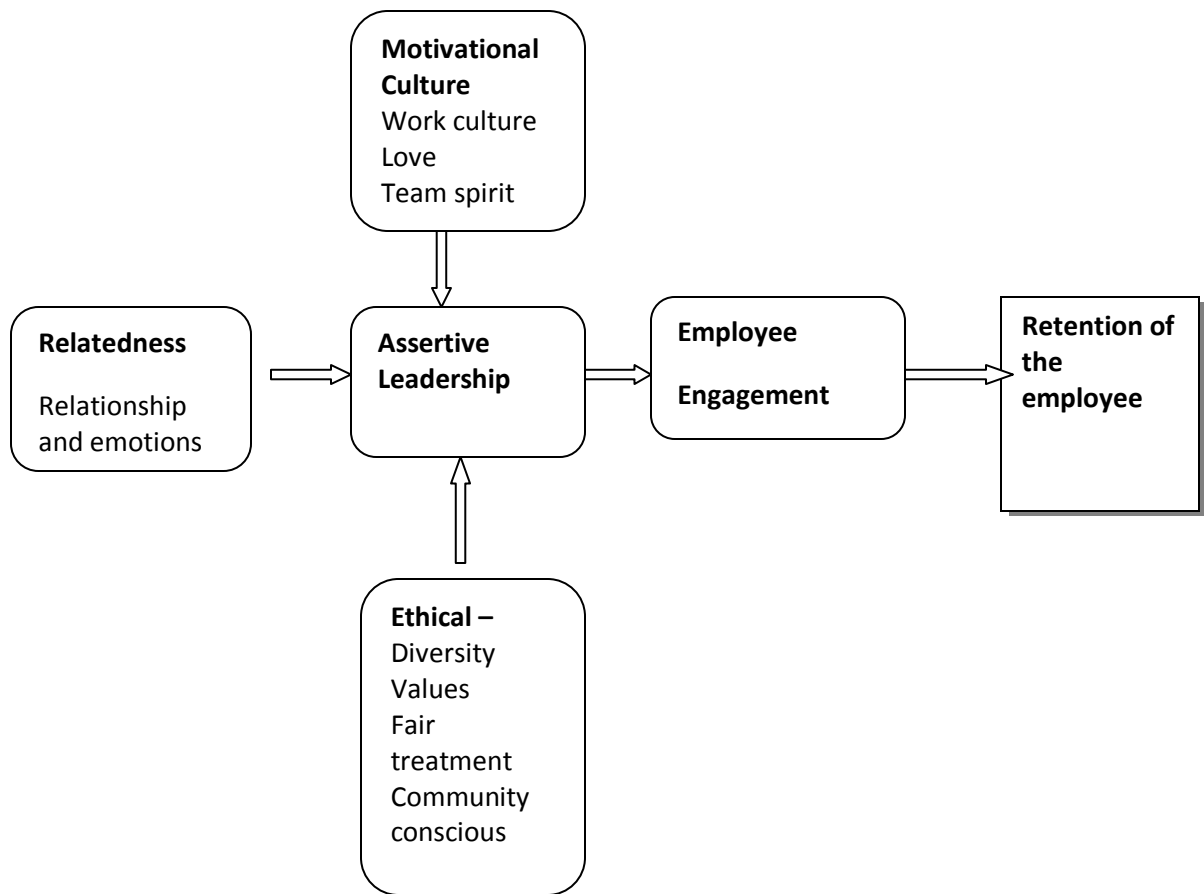 Motivational
Culture
Work culture
Love
Team spirit
Relatedness
Relationship
and emotions
Assertive
Leadership
Employee
Engagement
Retention of
the
employee
Ethical –
Diversity
Values
Fair
treatment
Community
conscious